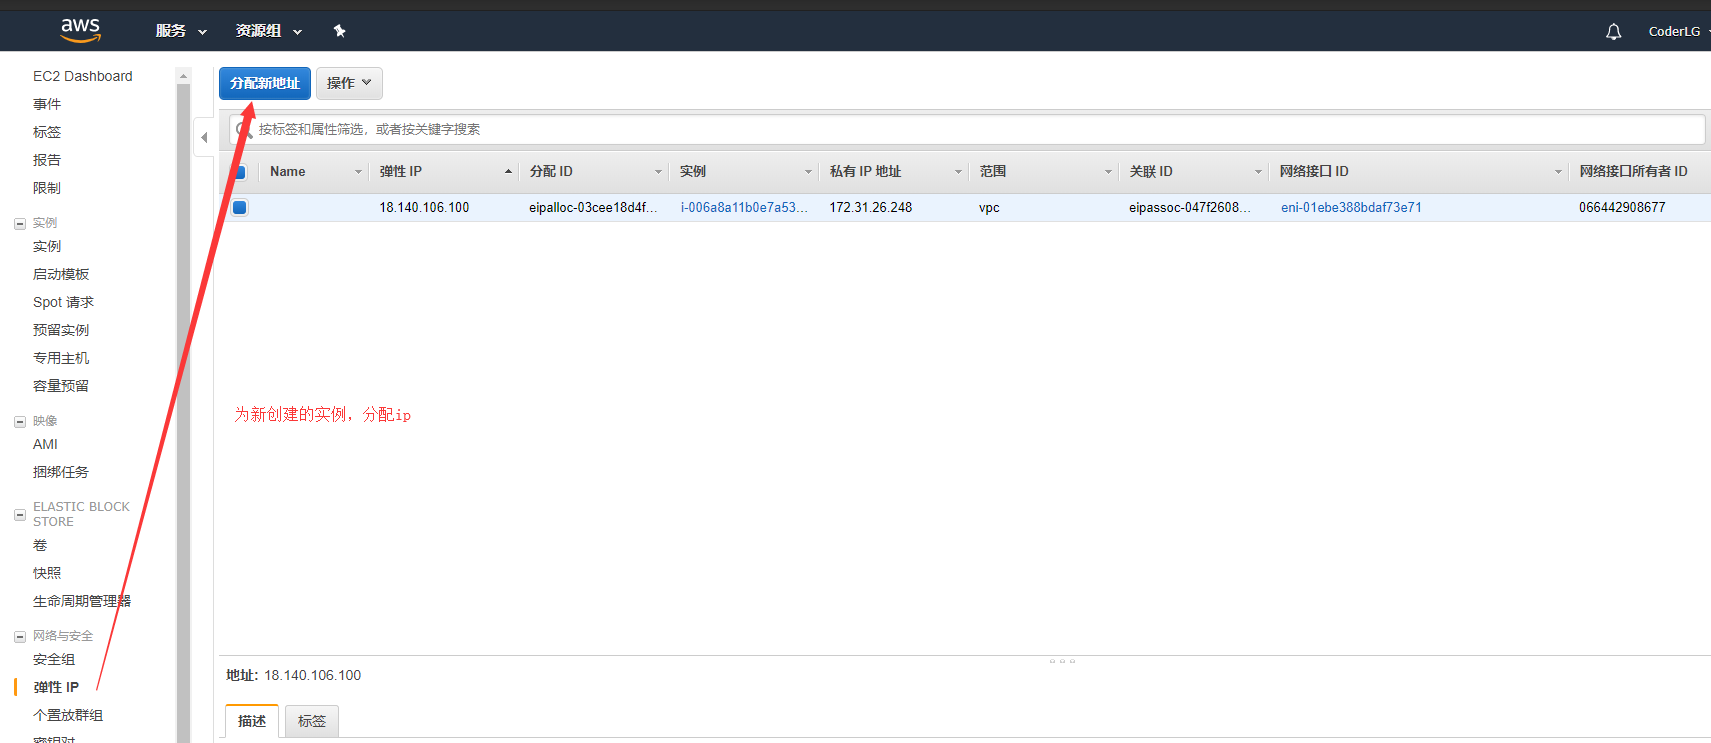 aws 服务 资源组 CoderLG
EC2 Dashboard
事件
标签
报告
限制
实例
实例
启动模板
Spot 请求
预留实例
专用主机
容量预留
映像
AMI
捆绑任务
ELASTIC BLOCK
STORE
卷
快照
生命周期管理器
网络与安全
安全组
弹性 IP
个置放群组
密钥对
分配新地址 操作
按标签和属性筛选，或者按关键字搜索
Name 弹性 IP 分配 ID 实例 私有 IP 地址 范围 关联 ID 网络接口 ID 网络接口所有者 ID
18.140.106.100 eipalloc-03cee18d4f... i-006a8a11b0e7a53... 172.31.26.248 vpc eipassoc-047f2608... eni-01ebe388bdaf73e71 066442908677
为新创建的实例，分配ip
地址: 18.140.106.100
描述 标签